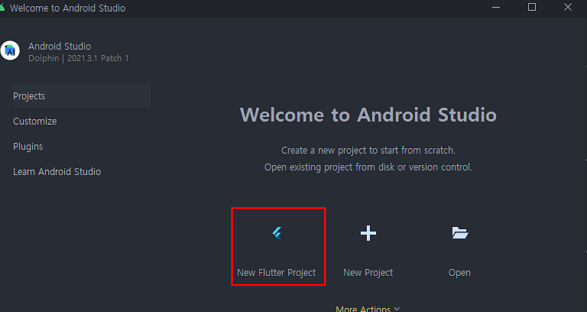 Welcome to Android Studio
Android Studio
Dolphin | 2021.3.1 Patch 1
Projects
Customize
Plugins
Learn Android Studio
Welcome to Android Studio
Create a new project to start from scratch.
Open existing project from disk or version control.
New Flutter Project
New Project
Open
More Actions